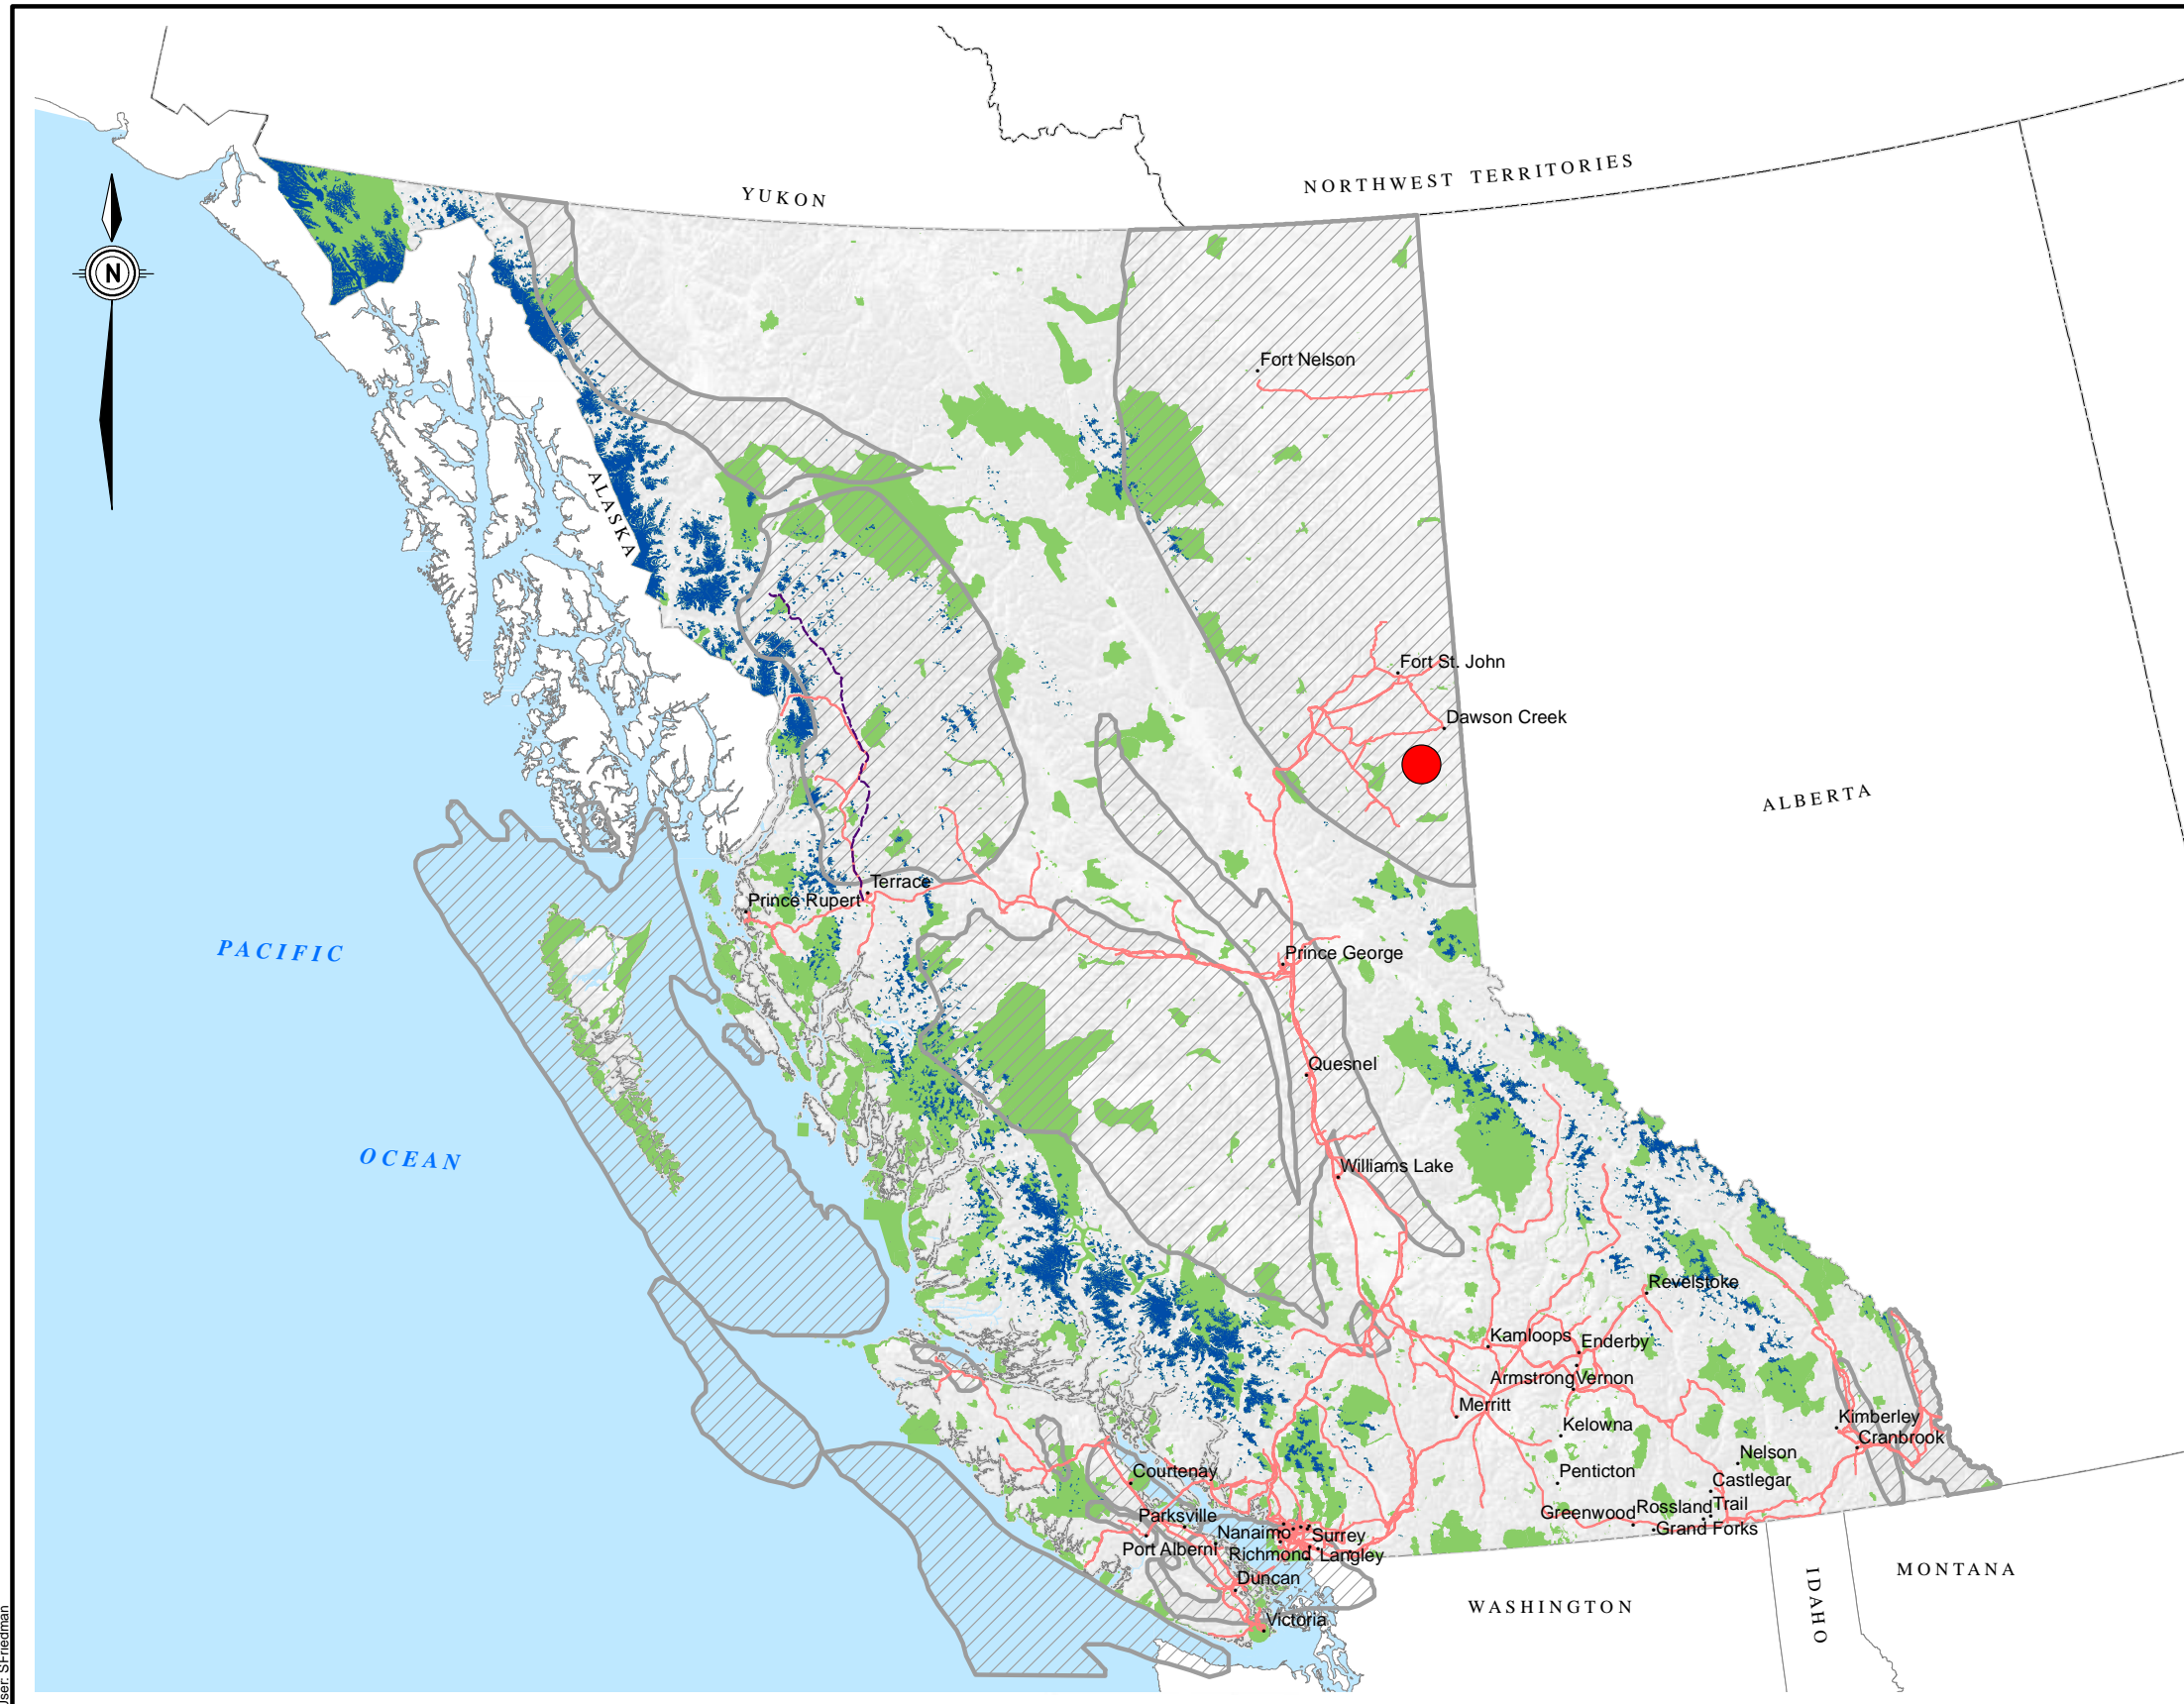 YUKON
NORTHWEST TERRITORIES
N
Fort Nelson
ALASKA
Fort St. John
Dawson Creek
ALBERTA
Terrace
Prince Rupert
PACIFIC
Prince George
Quesnel
OCEAN
Williams Lake
Revelstoke
Kamloops
Enderby
Armstrong
Vernon
Merritt
Kimberley
Kelowna
Cranbrook
Nelson
Courtenay
Penticton
Castlegar
Rossland
Trail
Greenwood
Parksville
Grand Forks
Nanaimo
Surrey
Port Alberni
Richmond
Langley
MONTANA
IDAHO
Duncan
WASHINGTON
Victoria
User: SFriedman